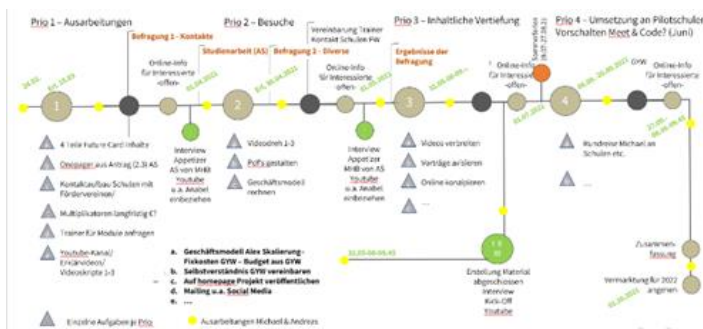 Prio 1 – Ausarbeitungen
Prio 2 – Besuche
Prio 3 – Inhaltliche Vertiefung
Prio 4 – Umsetzung an Pilotschulen
Vorschalten Meet & Code? (Juni)
Befragung 1 - Kontakte
Studienarbeit (AS)
Befragung 2 - Diverse
Vereinbarung Trainer
Kontakt Schulen FW
Ergebnisse der
Befragung
Sommerferien
Online-Info
für Interessierte
-offen-
Online-Info
für Interessierte
-offen-
Online-Info
für Interessierte
-offen-
GYW
Online-Info
für Interessierte
-offen-
1
2
3
4
Interview
Appetizer
AS von MHB
Youtube
u.a. Anabel
einbeziehen
Interview
Appetizer
MHB von AS
Youtube
u.a. Anabel
einbeziehen
4 Teile Future Card Inhalte
Onepager aus Antrag (2.3) AS
Kontaktaufbau Schulen mit
Fördervereinen/
Multiplikatoren langfristig €?
Trainer für Module anfragen
Youtube-Kanal/
Erklärvideos/
Videoskripte 1-3
Videodreh 1-3
Pdf's gestalten
Geschäftsmodell
rechnen
Videos verbreiten
Vorträge avisieren
Online konzipieren
....
Rundreise Michael an
Schulen etc.
....
a. Geschäftsmodell Alex Skalierung -
Fixkosten GYW – Budget aus GYW
b. Selbstverständnis GYW vereinbaren
c. Auf homepage Projekt veröffentlichen
d. Mailing u.a. Social Media
e. ....
Erstellung Material
abgeschlossen
Interview
Kick-Off
Youtube
Zusammen-
fassung
Vermarktung für 2022
angehen
Einzelne Aufgaben je Prio
Ausarbeitungen Michael & Andreas